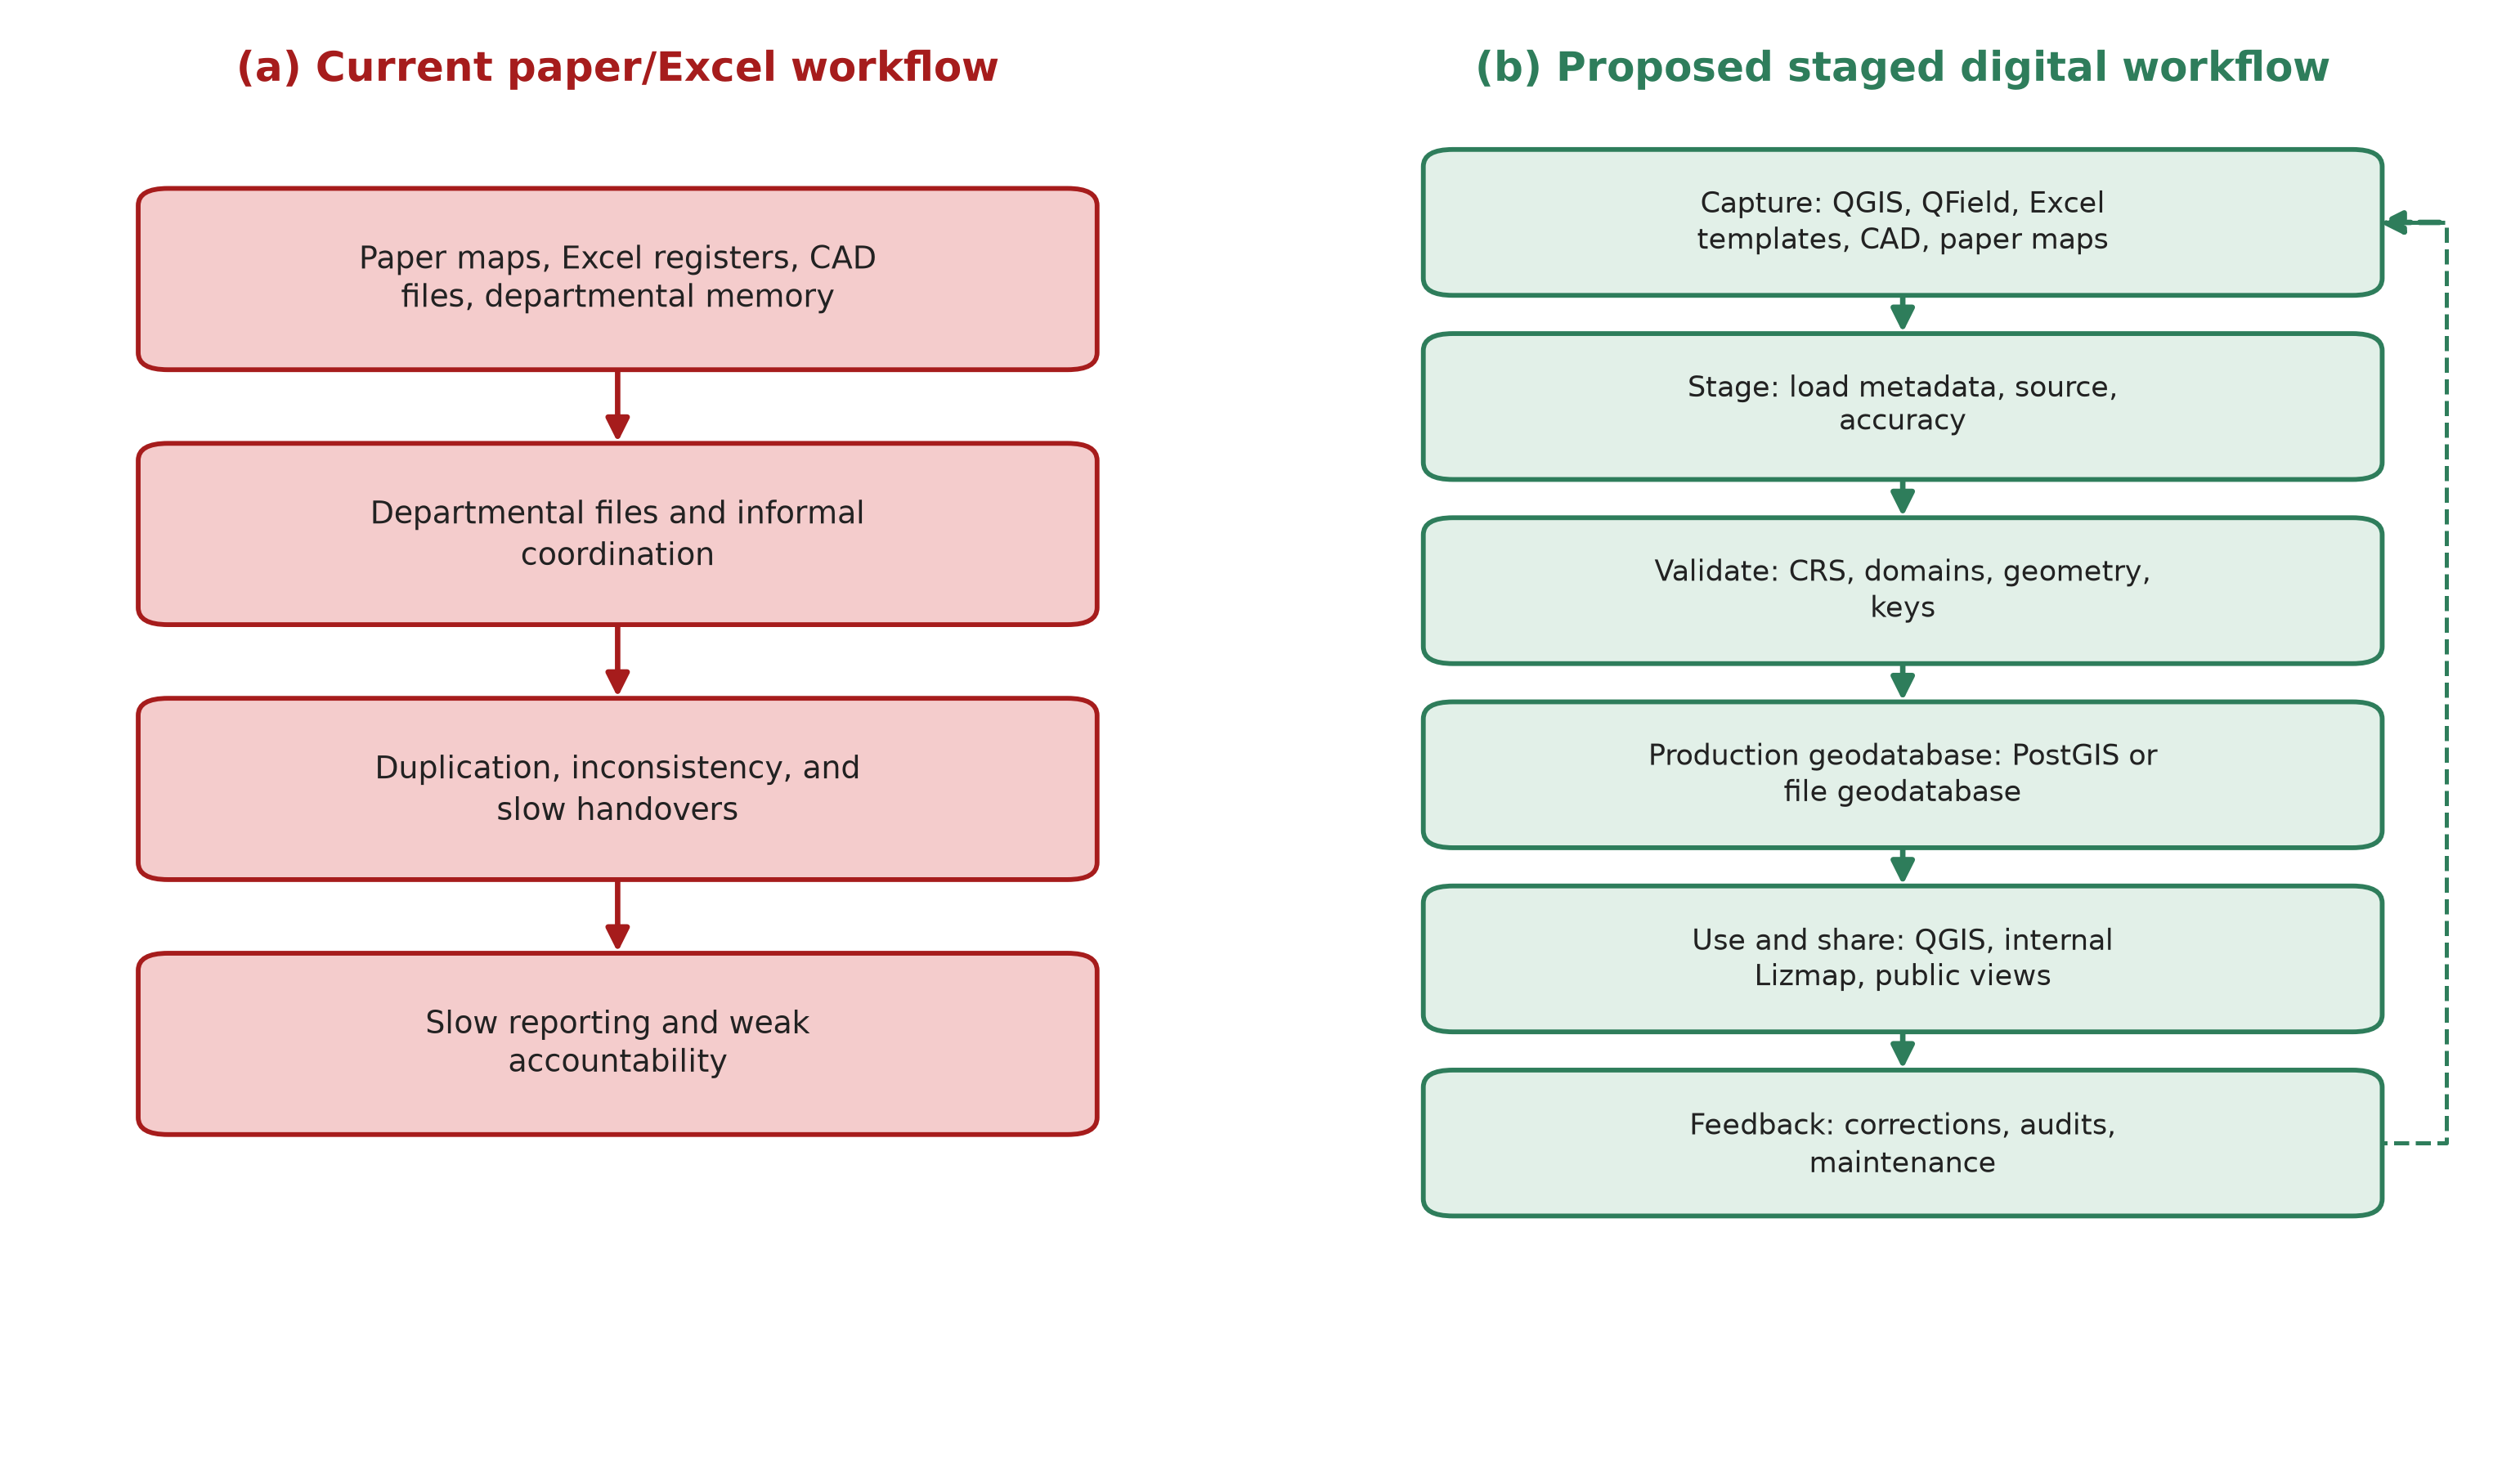 (a) Current paper/Excel workflow
Paper maps, Excel registers, CAD
files, departmental memory
Departmental files and informal
coordination
Duplication, inconsistency, and
slow handovers
Slow reporting and weak
accountability
(b) Proposed staged digital workflow
Capture: QGIS, QField, Excel
templates, CAD, paper maps
Stage: load metadata, source,
accuracy
Validate: CRS, domains, geometry,
keys
Production geodatabase: PostGIS or
file geodatabase
Use and share: QGIS, internal
Lizmap, public views
Feedback: corrections, audits,
maintenance